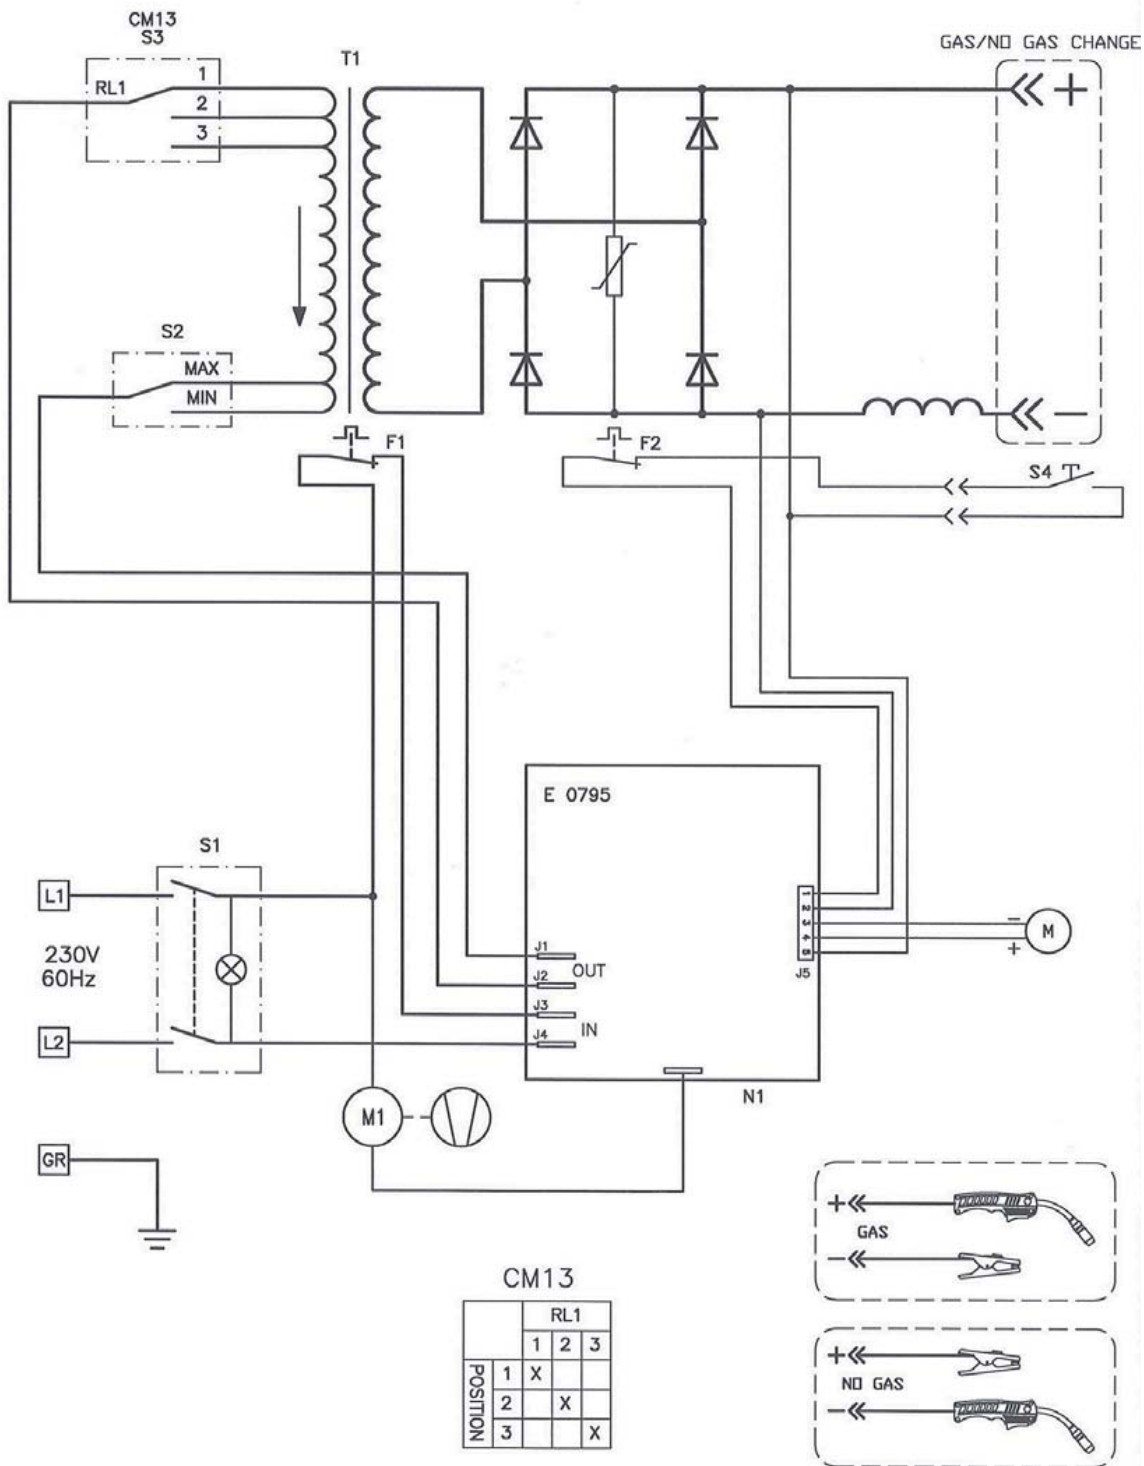 CM13
S3
T1
GAS/NO GAS CHANGE
RL1
1
2
3
+
S2
MAX
MIN
−
F1
F2
S4
E 0795
S1
L1
230V
60Hz
L2
J1
J2
OUT
J3
IN
J4
1
2
3
4
5
J5
−
+
M
N1
M1
GR
+
GAS
−
CM13
RL1
1 2 3
POSITION
1 X
2 X
3 X
+
NO GAS
−